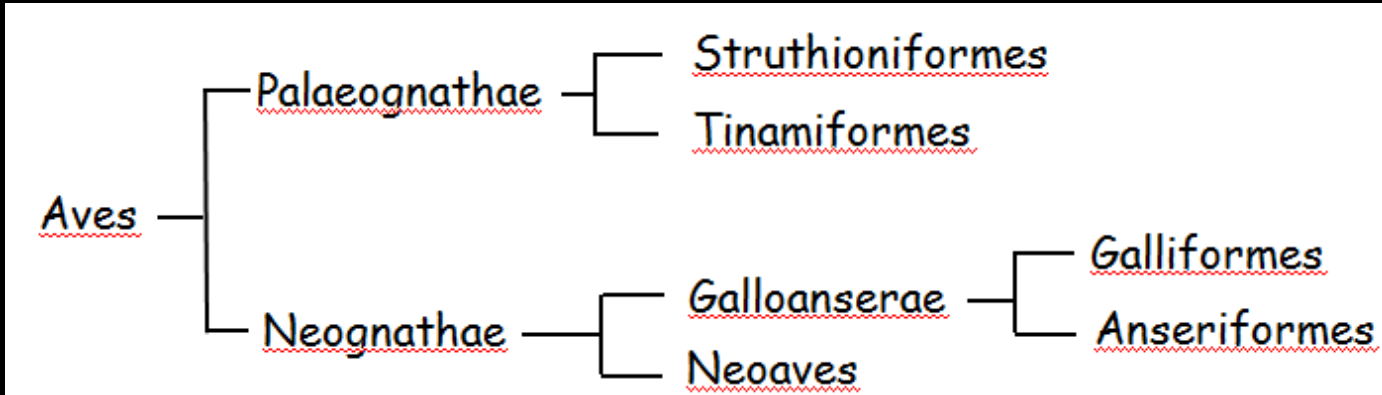 Struthioniformes
Palaeognathae
Tinamiformes
Aves
Galliformes
Galloanserae
Neognathae
Anseriformes
Neoaves